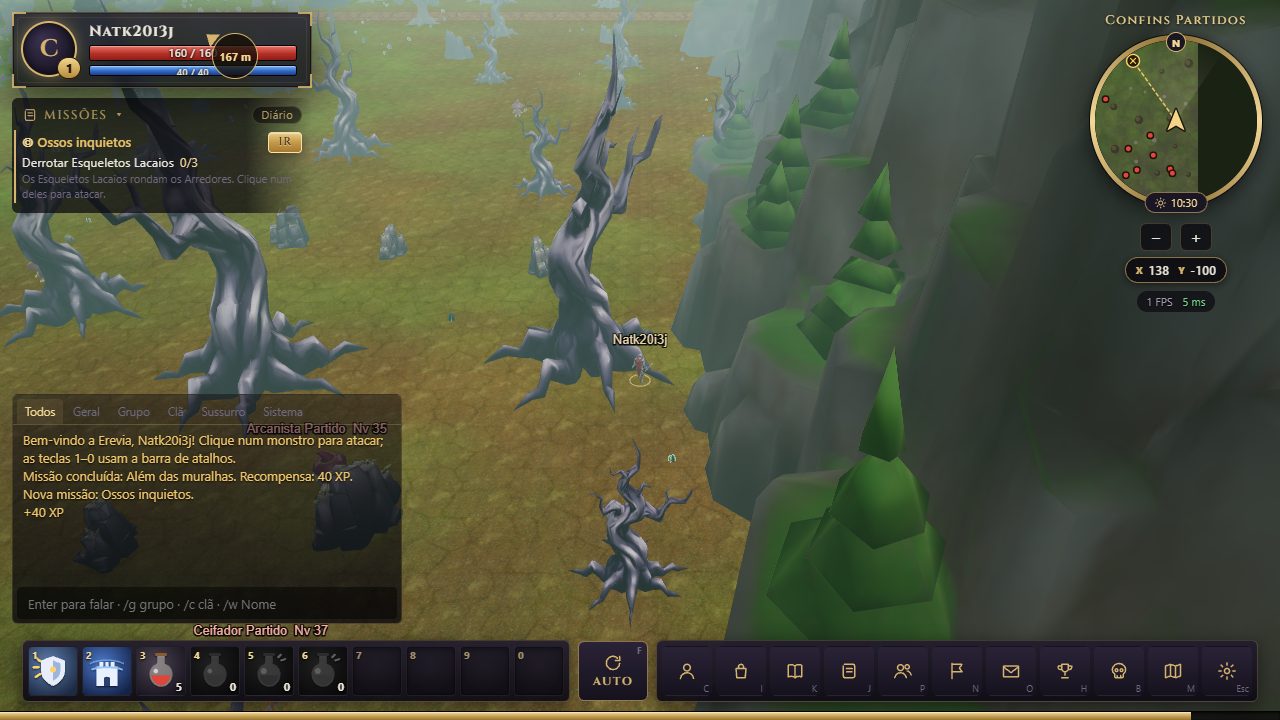 Natk20i3j
C
1
160 / 16
167 m
40 / 40
MISSÕES
Diário
Ossos inquietos
IR
Derrotar Esqueletos Lacaios 0/3
Os Esqueletos Lacaios rondam os Arredores. Clique num
deles para atacar.
CONFINS PARTIDOS
N
10:30
− +
X 138 Y -100
1 FPS 5 ms
Natk20i3j
Todos Geral Grupo Clã Sussurro Sistema
Arcanista Partido Nv 35
Bem-vindo a Erevia, Natk20i3j! Clique num monstro para atacar;
as teclas 1–0 usam a barra de atalhos.
Missão concluída: Além das muralhas. Recompensa: 40 XP.
Nova missão: Ossos inquietos.
+40 XP
Enter para falar · /g grupo · /c clã · /w Nome
Ceifador Partido Nv 37
1 2 3 4 5 6 7 8 9 0
5 0 0 0
F
AUTO
C I K J P N O H B M Esc